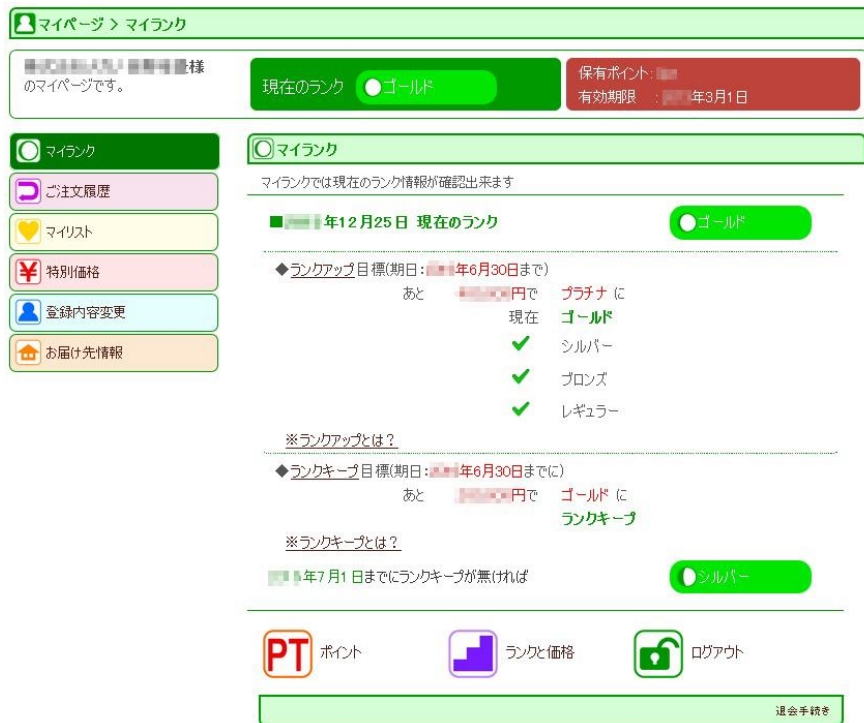 マイページ > マイランク
様
のマイページです。
現在のランク ゴールド
保有ポイント:
有効期限 : 年3月1日
マイランク
ご注文履歴
マイリスト
特別価格
登録内容変更
お届け先情報
マイランク
マイランクでは現在のランク情報が確認出来ます
■ 年12月25日 現在のランク
ゴールド
◆ランクアップ目標(期日: 年6月30日まで)
あと 円で プラチナ に
現在 ゴールド
シルバー
ブロンズ
レギュラー
※ランクアップとは?
◆ランクキープ目標(期日: 年6月30日までに)
あと 円で ゴールド に
ランクキープ
※ランクキープとは?
年7月1日までにランクキープが無ければ
シルバー
PT ポイント
ランクと価格
ログアウト
退会手続き